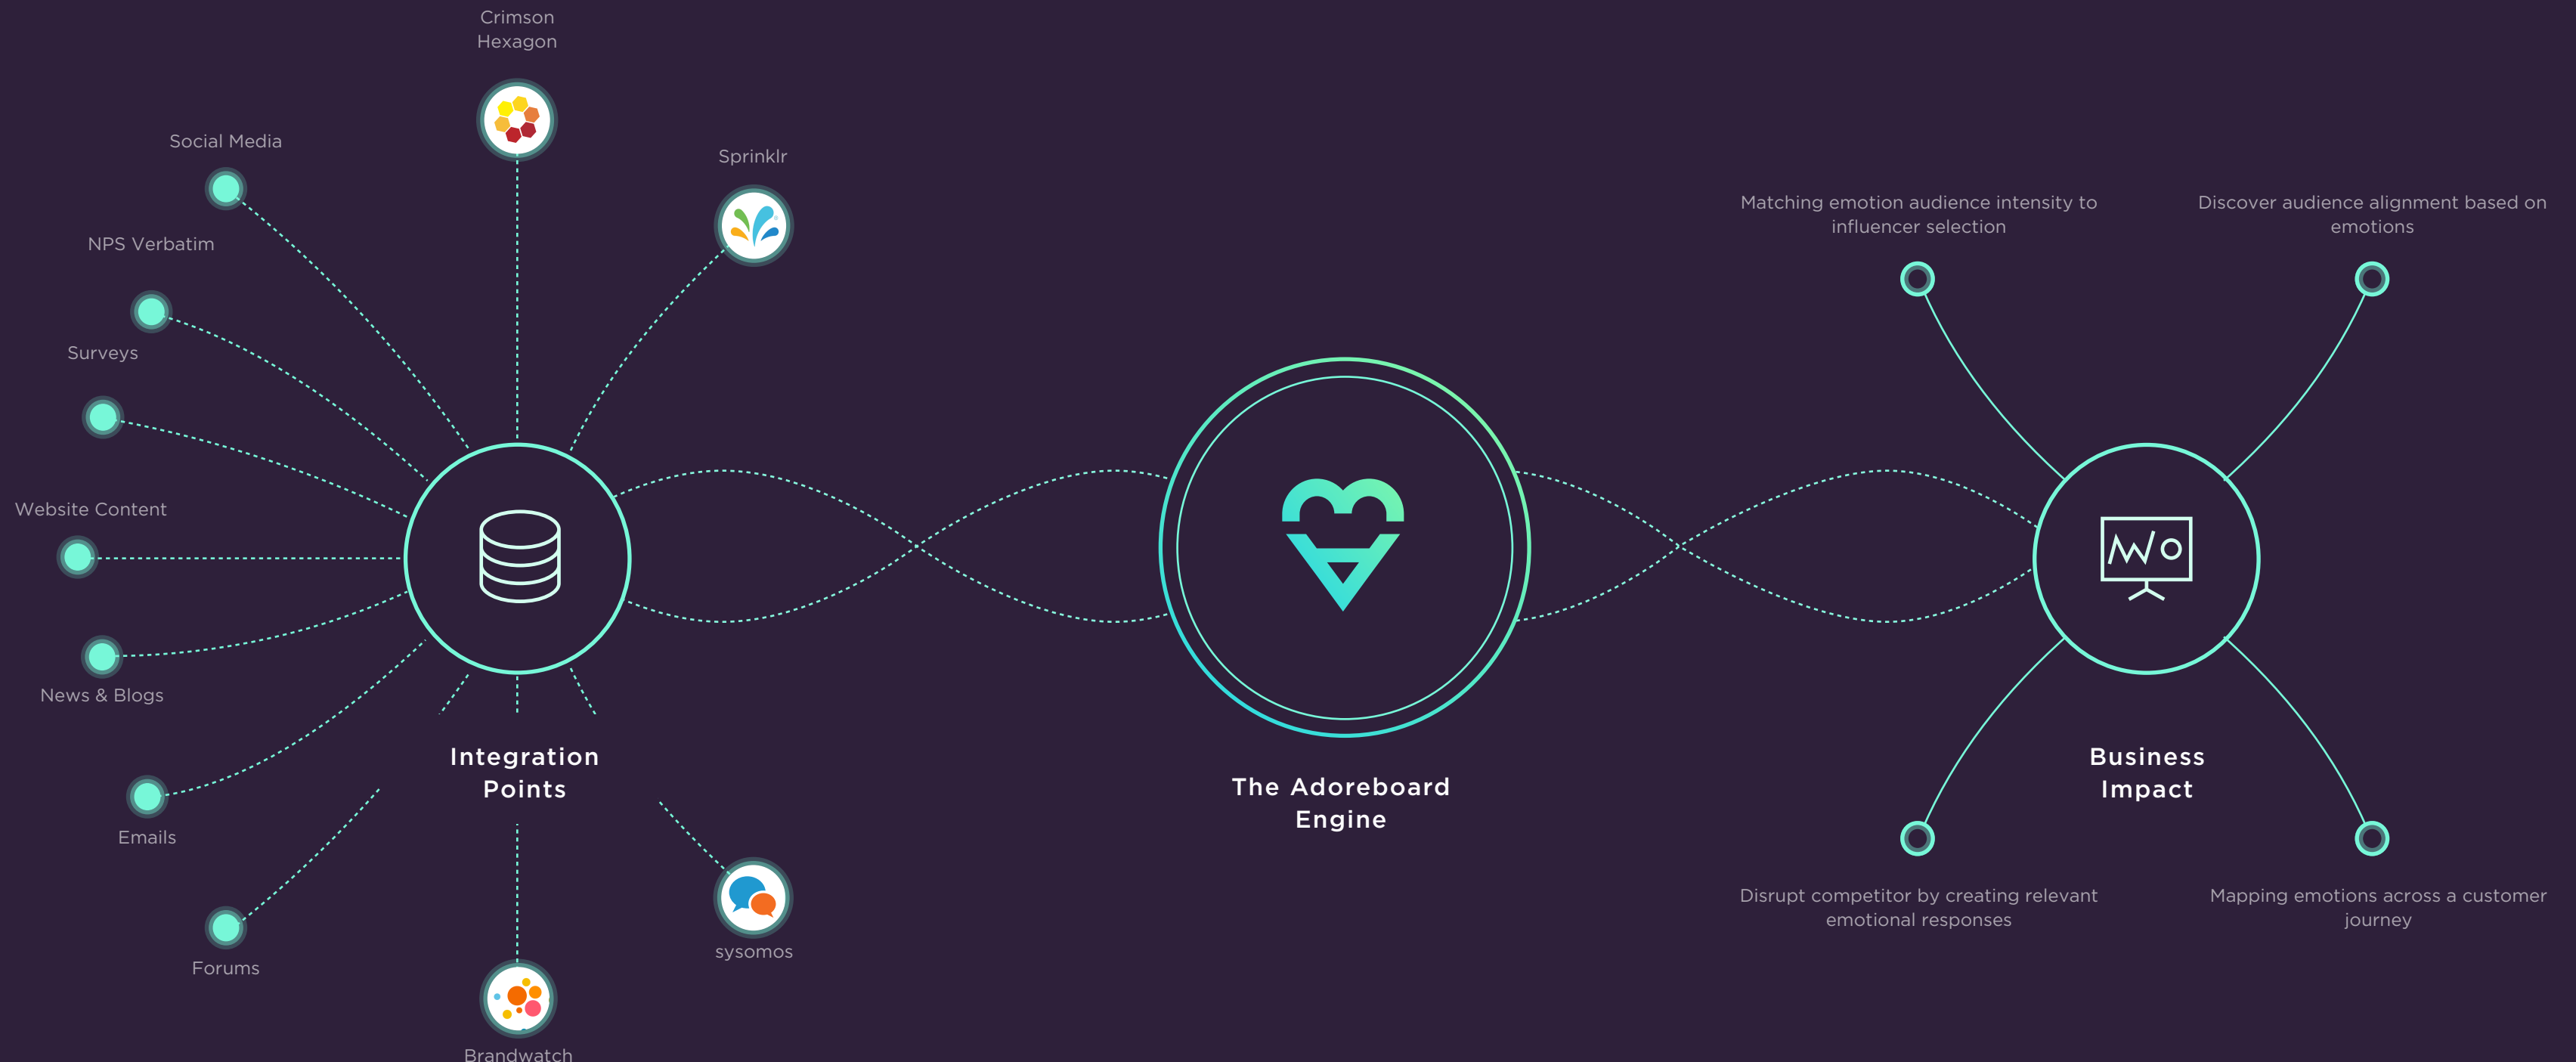 Crimson
Hexagon
Social Media
Sprinklr
NPS Verbatim
Surveys
Website Content
News & Blogs
Emails
Forums
Integration
Points
sysomos
Brandwatch
The Adoreboard
Engine
Matching emotion audience intensity to
influencer selection
Discover audience alignment based on
emotions
Business
Impact
Disrupt competitor by creating relevant
emotional responses
Mapping emotions across a customer
journey